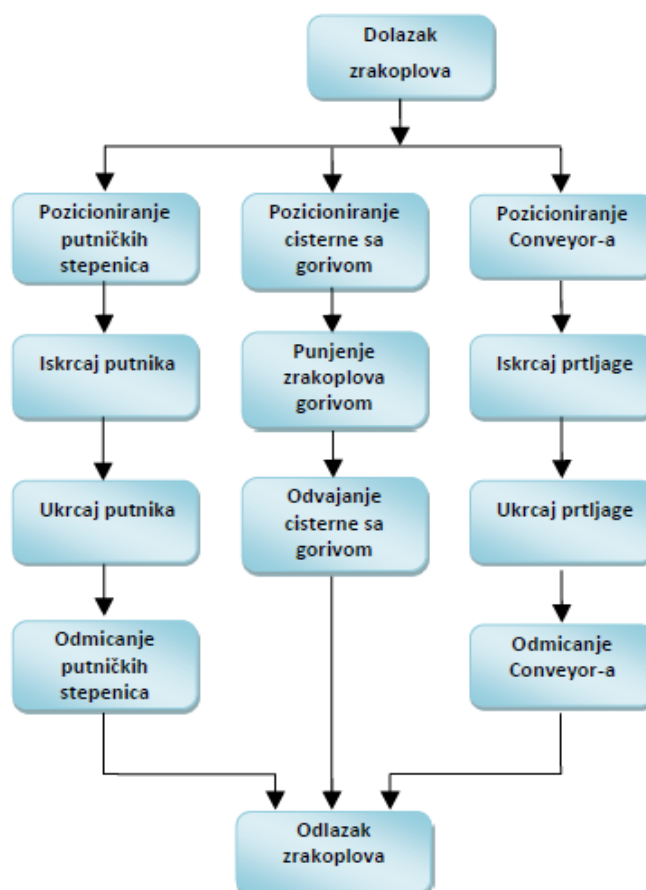 Dolazak
zrakoplova
Pozicioniranje
putničkih
stepenica
Pozicioniranje
cisterne sa
gorivom
Pozicioniranje
Conveyor-a
Iskrcaj putnika
Punjenje
zrakoplova
gorivom
Iskrcaj prtljage
Ukrcaj putnika
Odvajanje
cisterne sa
gorivom
Ukrcaj prtljage
Odmicanje
putničkih
stepenica
Odmicanje
Conveyor-a
Odlazak
zrakoplova